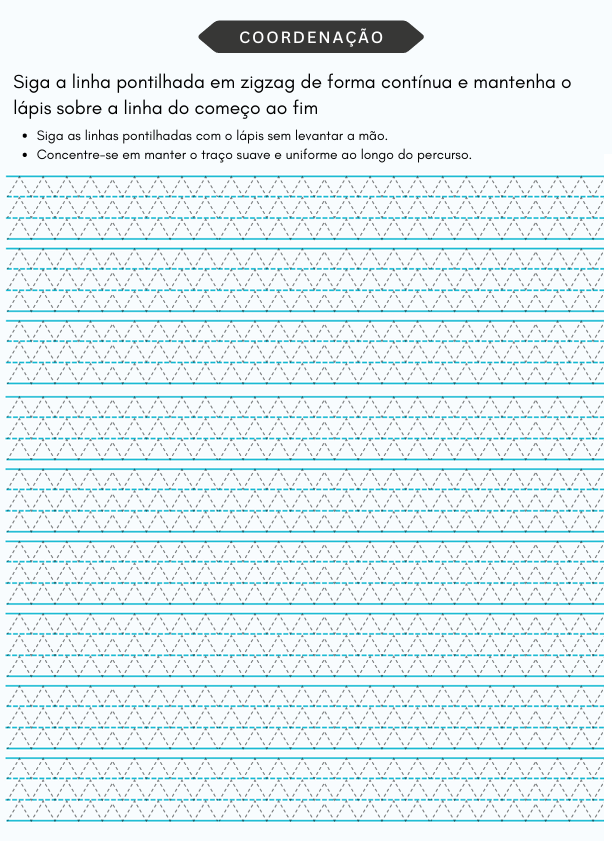 COORDENAÇÃO
Siga a linha pontilhada em zigzag de forma contínua e mantenha o
lápis sobre a linha do começo ao fim
• Siga as linhas pontilhadas com o lápis sem levantar a mão.
• Concentre-se em manter o traço suave e uniforme ao longo do percurso.